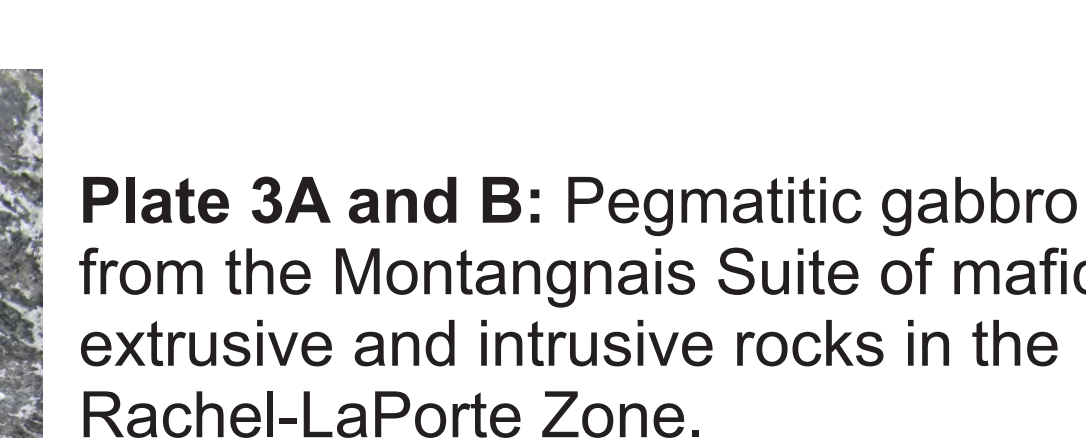 Plate 3A and B: Pegmatitic gabbro
from the Montangnais Suite of mafic
extrusive and intrusive rocks in the
Rachel-LaPorte Zone.